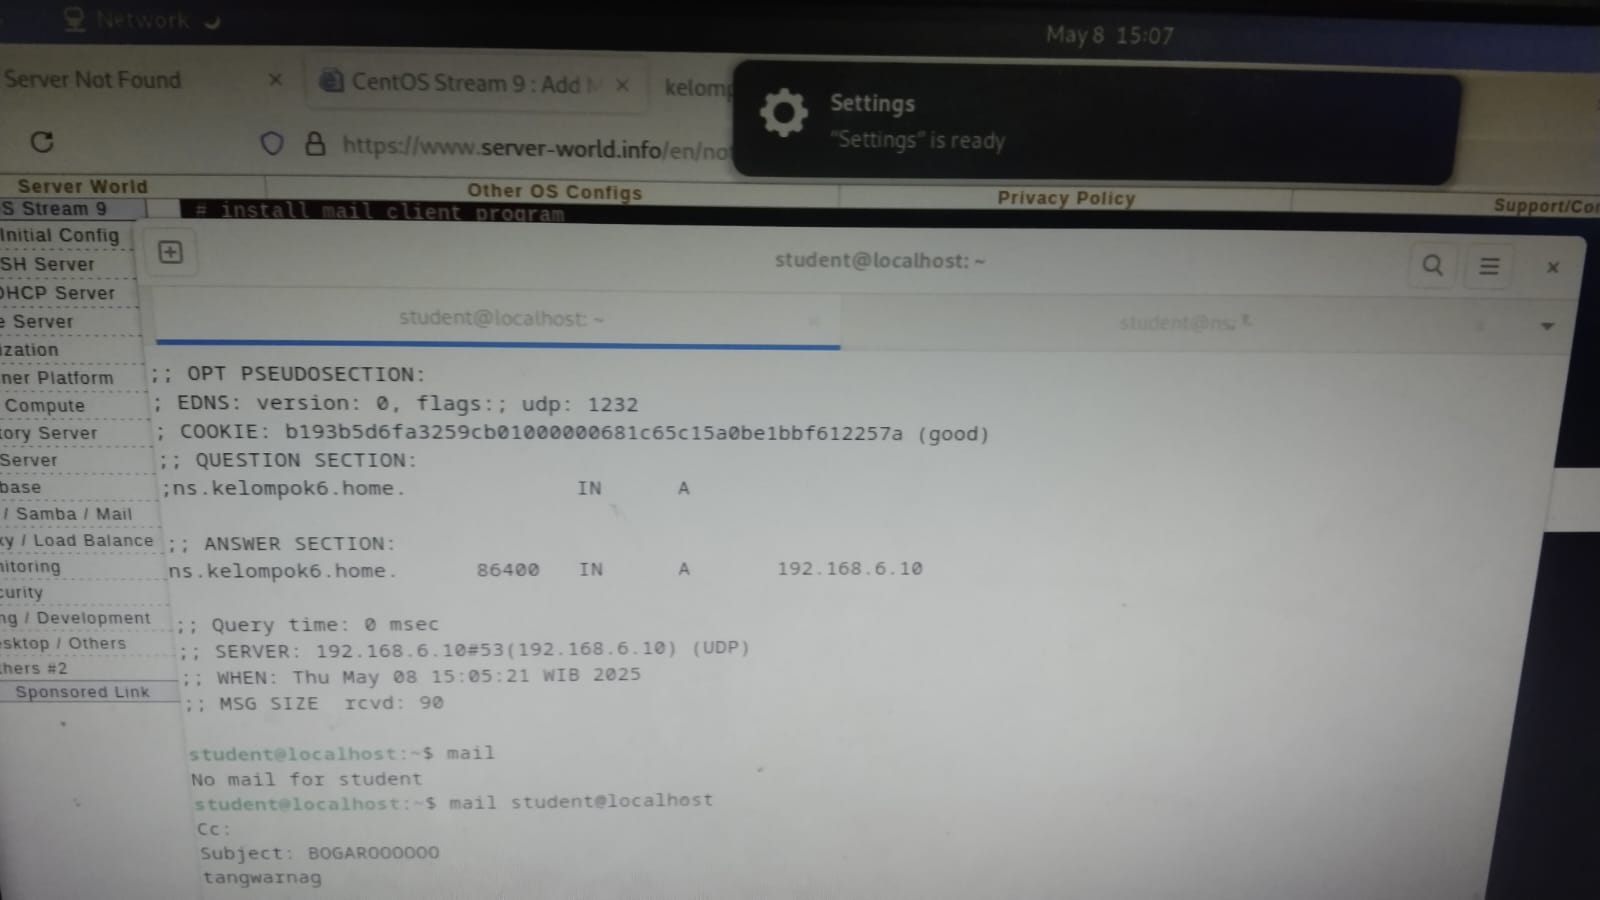 Network
May 8 15:07
Server Not Found
CentOS Stream 9 : Add
kelomp
Settings
"Settings" is ready
https://www.server-world.info/en/no
Server World
Other OS Configs
Privacy Policy
Support/Co
S Stream 9
# install mail client program
Initial Config
SH Server
DHCP Server
e Server
ization
ner Platform
Compute
ory Server
Server
base
/ Samba / Mail
xy / Load Balance
nitoring
curity
ng / Development
esktop / Others
thers #2
Sponsored Link
student@localhost: ~
student@localhost: ~
student@ns: ~
;; OPT PSEUDOSECTION:
; EDNS: version: 0, flags:; udp: 1232
; COOKIE: b193b5d6fa3259cb01000000681c65c15a0be1bbf612257a (good)
;; QUESTION SECTION:
;ns.kelompok6.home. IN A
;; ANSWER SECTION:
ns.kelompok6.home. 86400 IN A 192.168.6.10
;; Query time: 0 msec
;; SERVER: 192.168.6.10#53(192.168.6.10) (UDP)
;; WHEN: Thu May 08 15:05:21 WIB 2025
;; MSG SIZE rcvd: 90
student@localhost:~$ mail
No mail for student
student@localhost:~$ mail student@localhost
Cc:
Subject: BOGAROOOOOO
tangwarnag